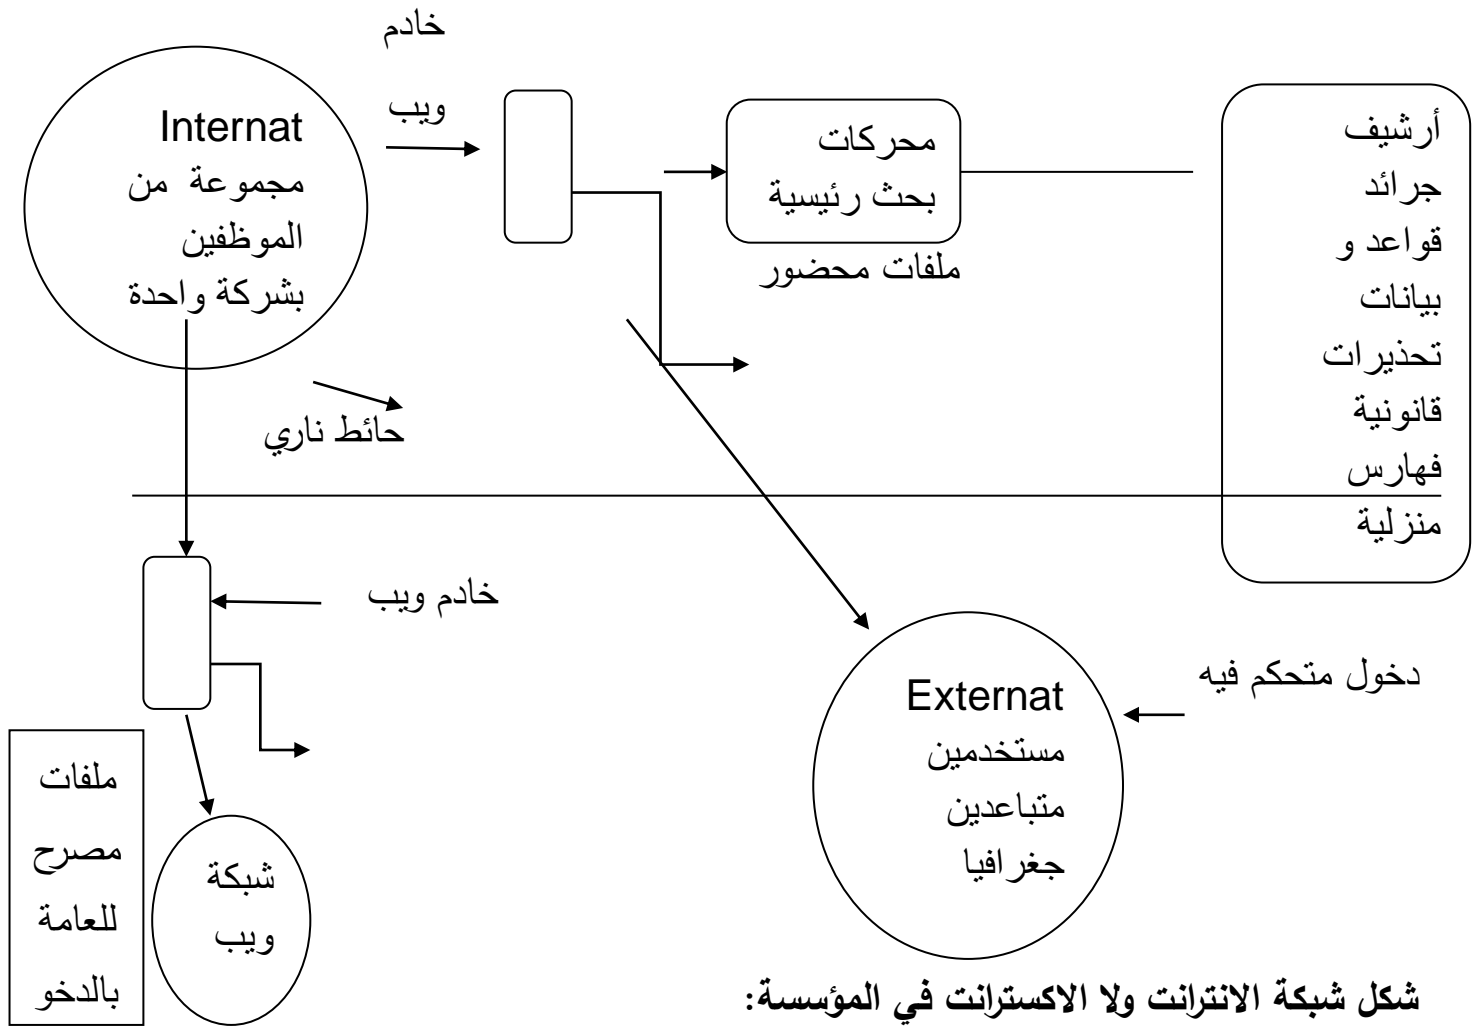 خادم
ويب
Internat
مجموعة من
الموظفين
بشركة واحدة
محركات
بحث رئيسية
ملفات محضور
أرشيف
جرائد
قواعد و
بيانات
تحذيرات
قانونية
فهارس
منزلية
حائط ناري
خادم ويب
دخول متحكم فيه
Externat
مستخدمين
متباعدين
جغرافيا
ملفات
مصرح
للعامة
بالدخو
شبكة
ويب
شكل شبكة الانترانت ولا الاكسترانت في المؤسسة: